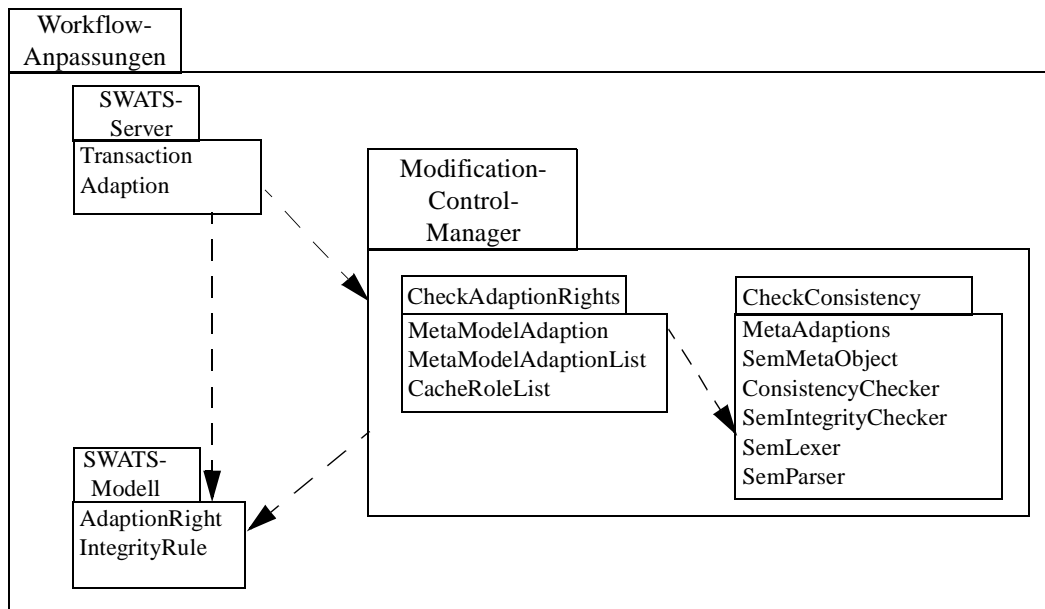 Workflow-
Anpassungen
SWATS-
Server
Transaction
Adaption
Modification-
Control-
Manager
CheckAdaptionRights
MetaModelAdaption
MetaModelAdaptionList
CacheRoleList
CheckConsistency
MetaAdaptions
SemMetaObject
ConsistencyChecker
SemIntegrityChecker
SemLexer
SemParser
SWATS-
Modell
AdaptionRight
IntegrityRule